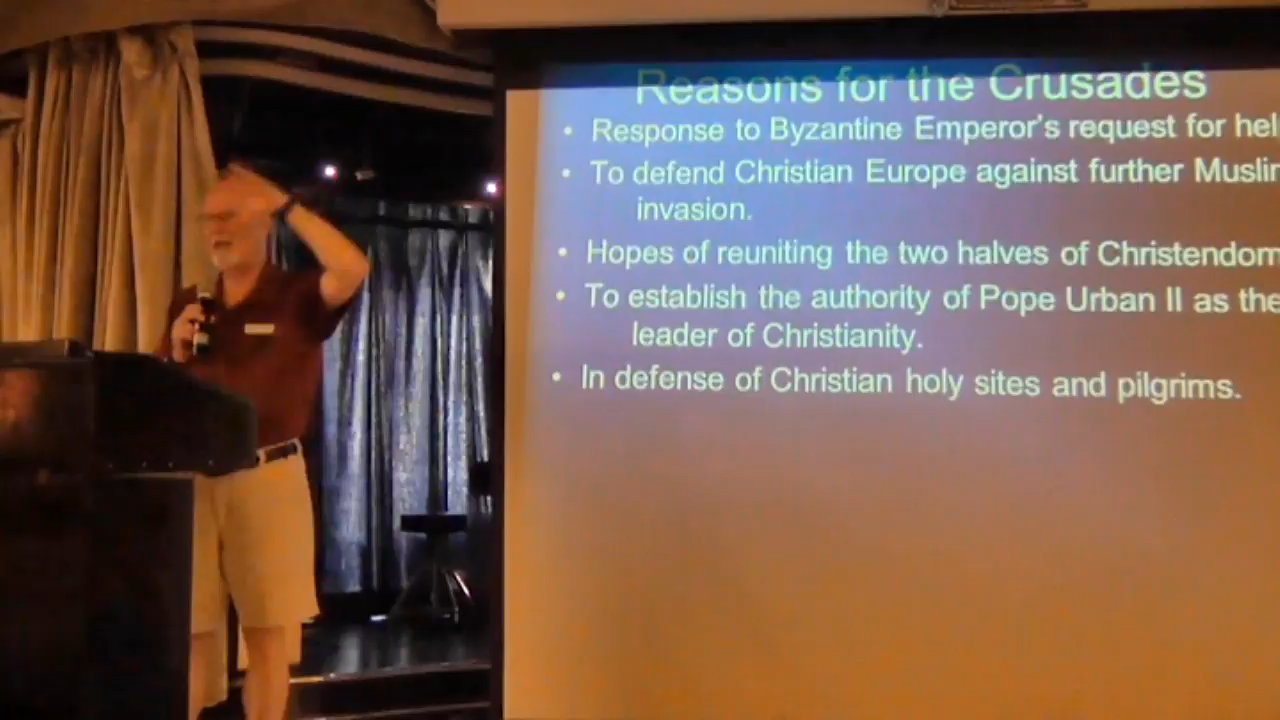 Reasons for the Crusades
• Response to Byzantine Emperor's request for hel
• To defend Christian Europe against further Muslim
invasion.
• Hopes of reuniting the two halves of Christendom
• To establish the authority of Pope Urban II as the
leader of Christianity.
• In defense of Christian holy sites and pilgrims.